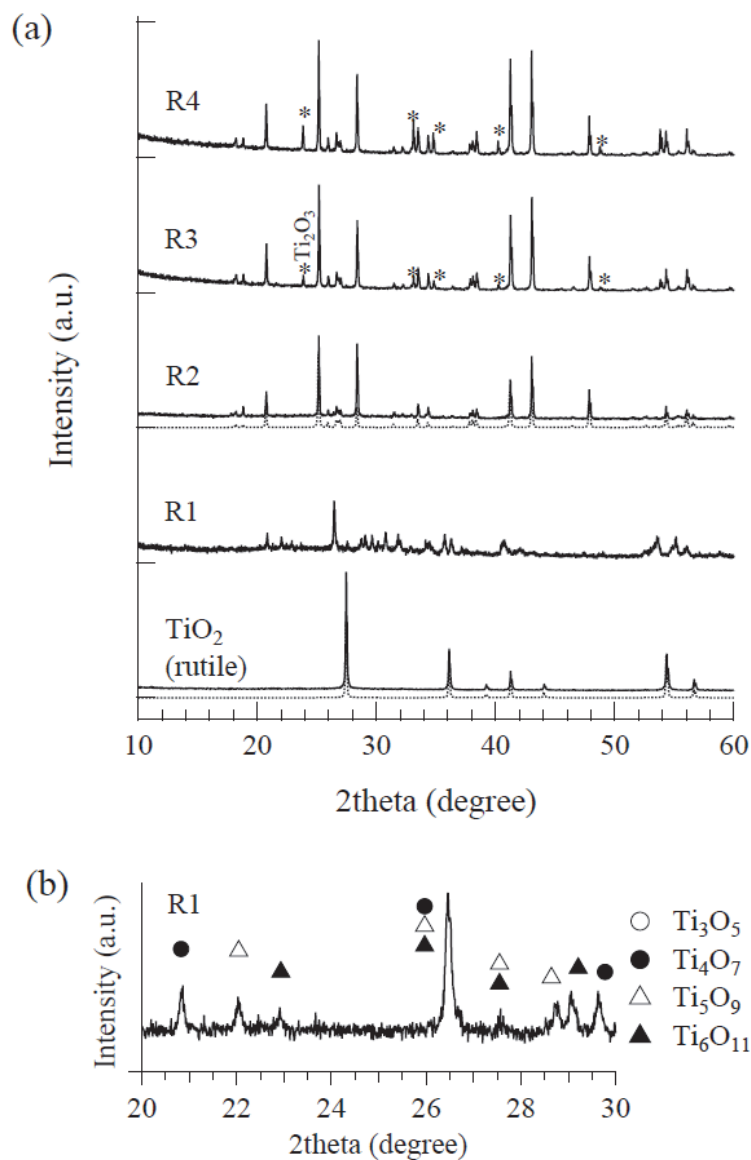 (a)
R4
* * * * *
R3
Ti₂O₃
* * * * *
R2
R1
TiO₂
(rutile)
Intensity (a.u.)
10 20 30 40 50 60
2theta (degree)
(b)
R1
Intensity (a.u.)
○ Ti₃O₅
● Ti₄O₇
△ Ti₅O₉
▲ Ti₆O₁₁
20 22 24 26 28 30
2theta (degree)